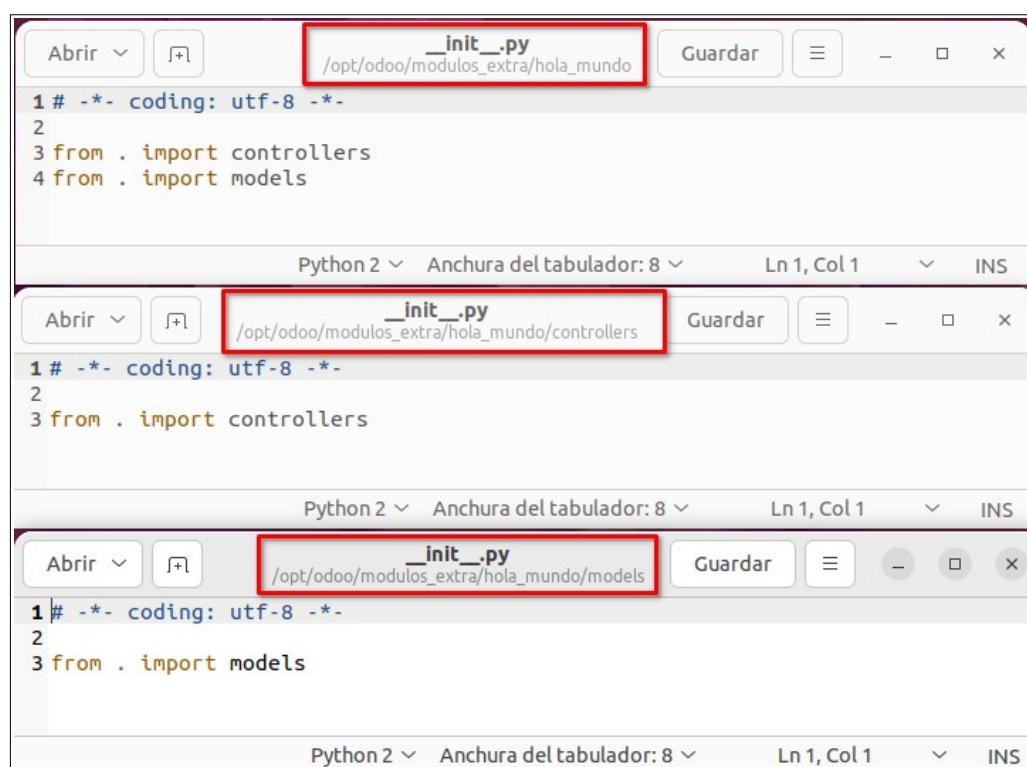 Abrir __init__.py Guardar
/opt/odoo/modulos_extra/hola_mundo
1 # -*- coding: utf-8 -*-
2
3 from . import controllers
4 from . import models
Python 2 Anchura del tabulador: 8 Ln 1, Col 1 INS
Abrir __init__.py Guardar
/opt/odoo/modulos_extra/hola_mundo/controllers
1 # -*- coding: utf-8 -*-
2
3 from . import controllers
Python 2 Anchura del tabulador: 8 Ln 1, Col 1 INS
Abrir __init__.py Guardar
/opt/odoo/modulos_extra/hola_mundo/models
1 # -*- coding: utf-8 -*-
2
3 from . import models
Python 2 Anchura del tabulador: 8 Ln 1, Col 1 INS